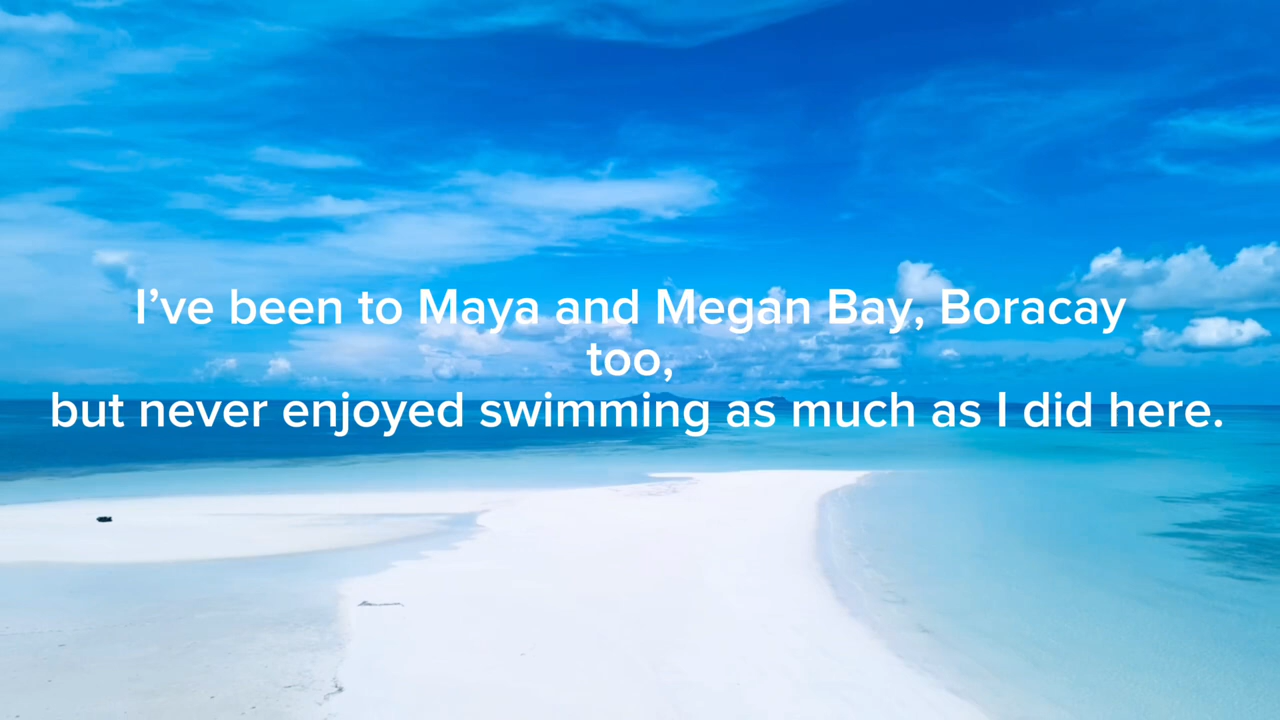 I’ve been to Maya and Megan Bay, Boracay
too,
but never enjoyed swimming as much as I did here.